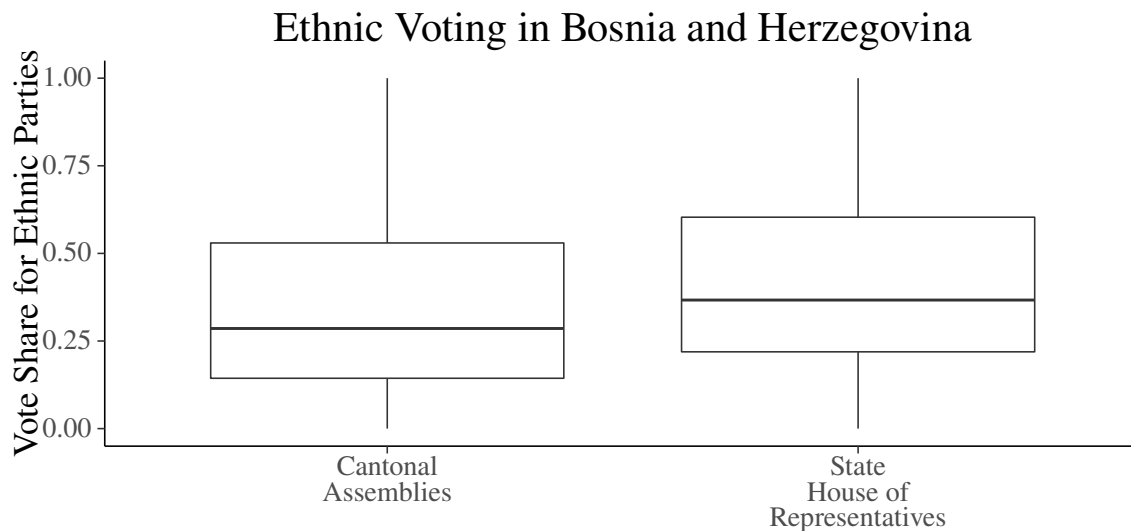 Ethnic Voting in Bosnia and Herzegovina
Vote Share for Ethnic Parties
1.00
0.75
0.50
0.25
0.00
Cantonal
Assemblies
State
House of
Representatives